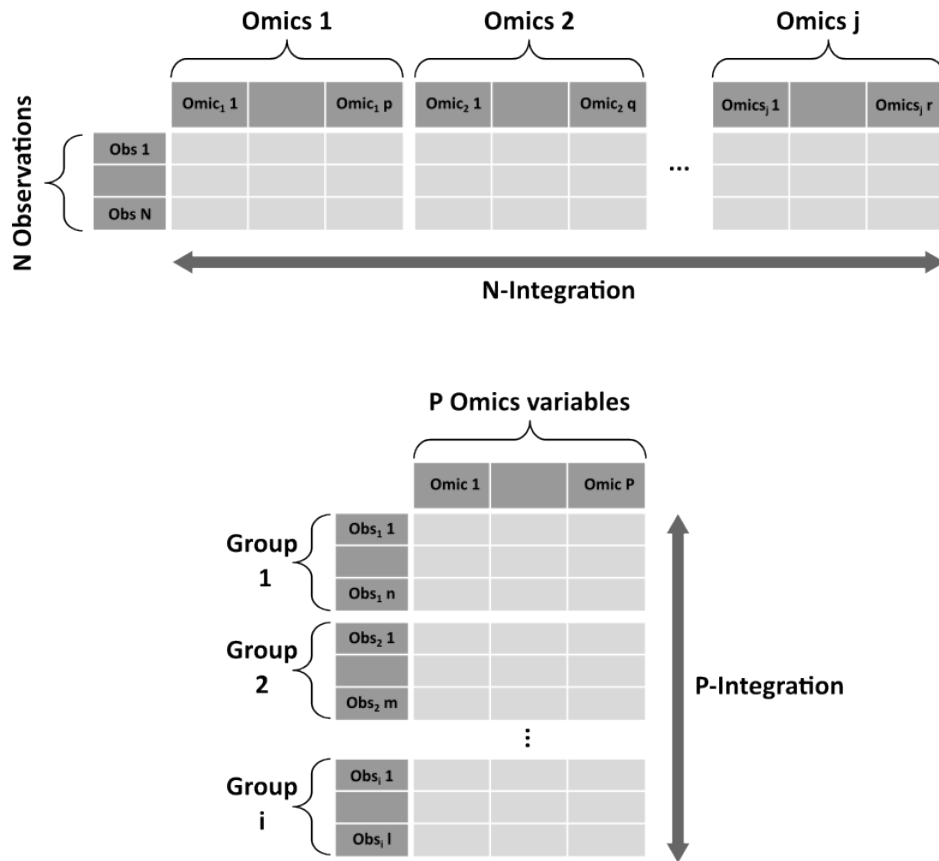 Omics 1 Omics 2 Omics j
Omic₁ 1 Omic₁ p Omic₂ 1 Omic₂ q Omicsⱼ 1 Omicsⱼ r
N Observations
Obs 1
...
Obs N
N-Integration
P Omics variables
Omic 1 Omic P
Group
1
Obs₁ 1
Obs₁ n
Group
2
Obs₂ 1
Obs₂ m
P-Integration
...
Group
i
Obsᵢ 1
Obsᵢ l